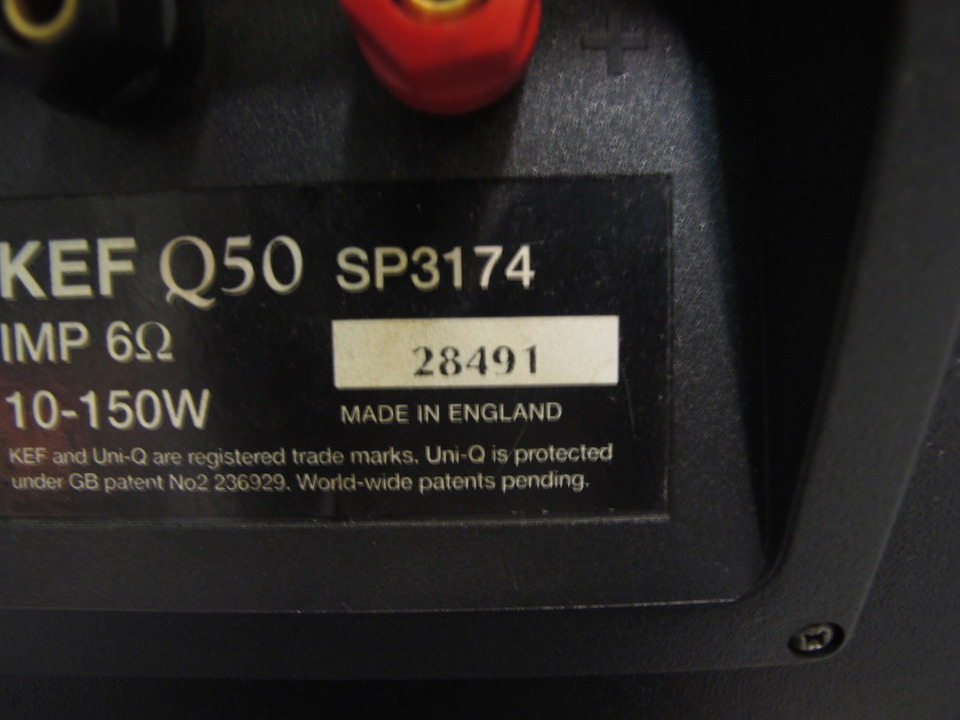 +
KEF Q50 SP3174
IMP 6Ω
28491
10-150W
MADE IN ENGLAND
KEF and Uni-Q are registered trade marks. Uni-Q is protected
under GB patent No2 236929. World-wide patents pending.